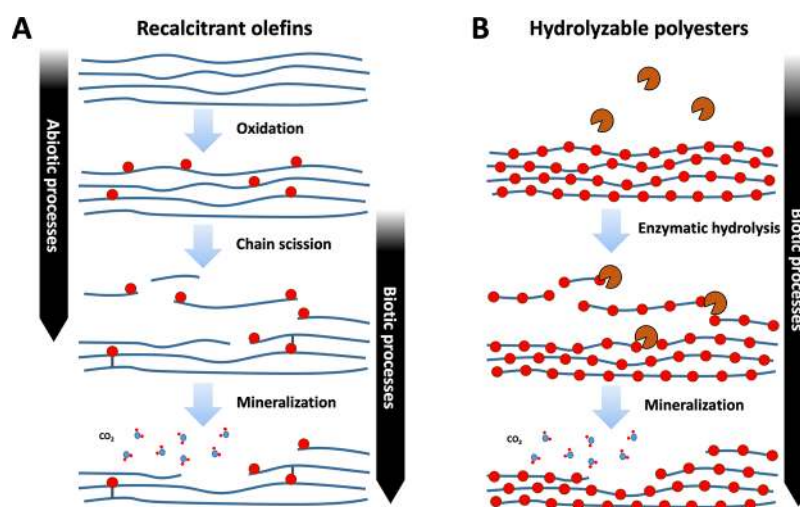 A
Recalcitrant olefins
Abiotic processes
Oxidation
Chain scission
Biotic processes
Mineralization
CO2
B
Hydrolyzable polyesters
Enzymatic hydrolysis
Biotic processes
Mineralization
CO2